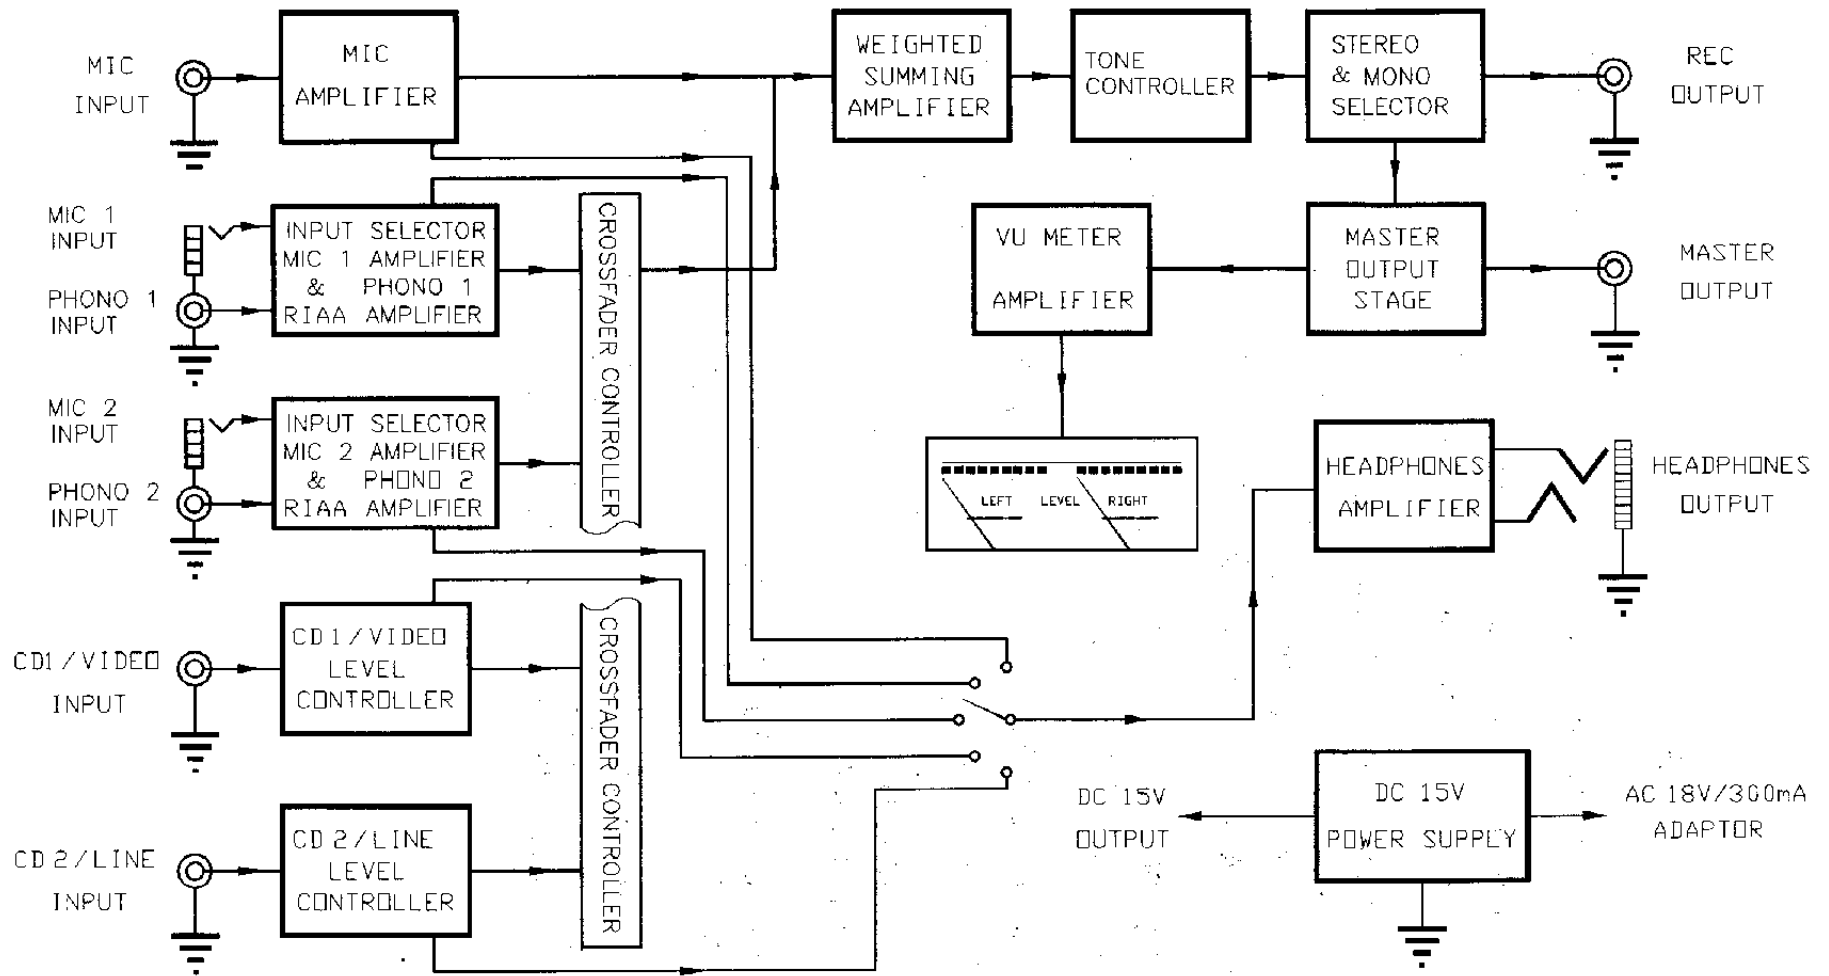 MIC
INPUT
MIC
AMPLIFIER
WEIGHTED
SUMMING
AMPLIFIER
TONE
CONTROLLER
STEREO
& MONO
SELECTOR
REC
OUTPUT
MIC 1
INPUT
PHONO 1
INPUT
INPUT SELECTOR
MIC 1 AMPLIFIER
& PHONO 1
RIAA AMPLIFIER
CROSSFADER CONTROLLER
VU METER
AMPLIFIER
MASTER
OUTPUT
STAGE
MASTER
OUTPUT
MIC 2
INPUT
PHONO 2
INPUT
INPUT SELECTOR
MIC 2 AMPLIFIER
& PHONO 2
RIAA AMPLIFIER
LEFT LEVEL RIGHT
HEADPHONES
AMPLIFIER
HEADPHONES
OUTPUT
CD1/VIDEO
INPUT
CD1/VIDEO
LEVEL
CONTROLLER
CROSSFADER CONTROLLER
CD2/LINE
INPUT
CD2/LINE
LEVEL
CONTROLLER
DC 15V
OUTPUT
DC 15V
POWER SUPPLY
AC 18V/300mA
ADAPTOR